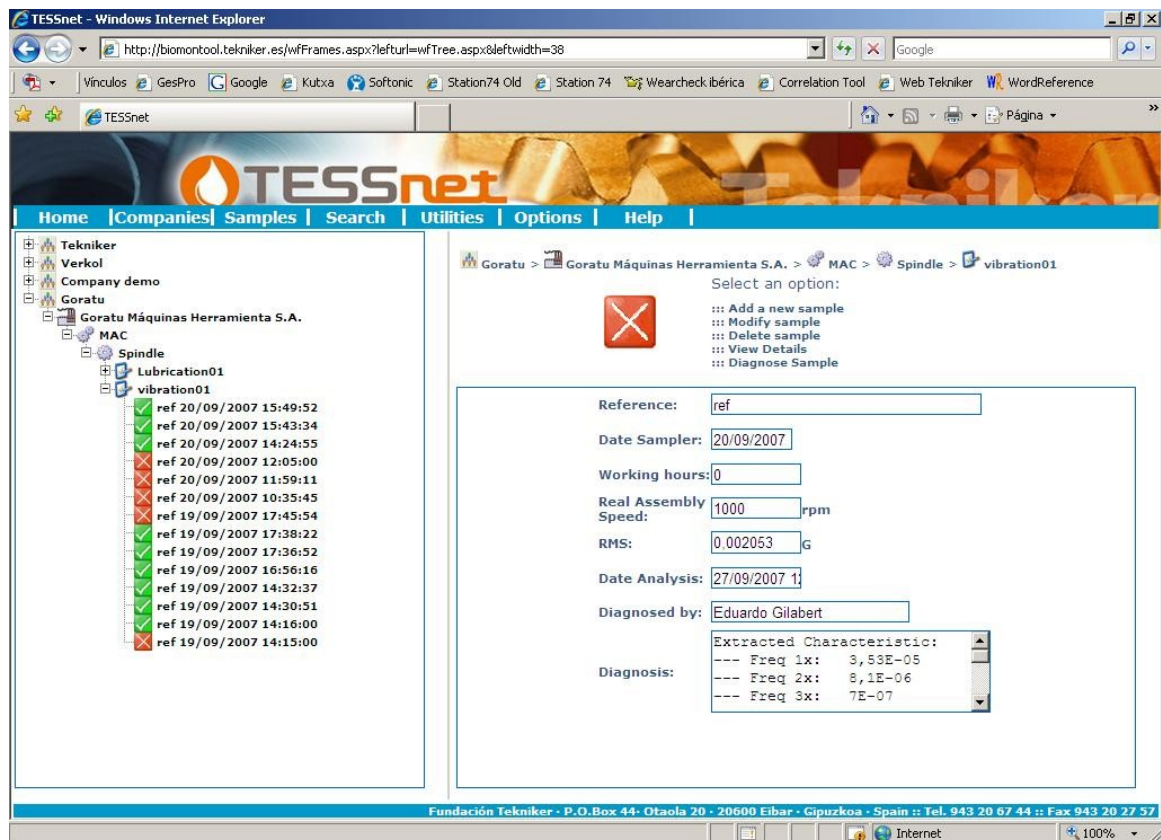 TESSnet - Windows Internet Explorer
http://biomontool.tekniker.es/wfFrames.aspx?lefturl=wfTree.aspx&leftwidth=38
Google
Vínculos GesPro Google Kutxa Softonic Station74 Old Station 74 Wearcheck ibérica Correlation Tool Web Tekniker WordReference
TESSnet
Página
TESSnet
Tekniker
Home | Companies | Samples | Search | Utilities | Options | Help |
Tekniker
Verkol
Company demo
Goratu
Goratu Máquinas Herramienta S.A.
MAC
Spindle
Lubrication01
vibration01
ref 20/09/2007 15:49:52
ref 20/09/2007 15:43:34
ref 20/09/2007 14:24:55
ref 20/09/2007 12:05:00
ref 20/09/2007 11:59:11
ref 20/09/2007 10:35:45
ref 19/09/2007 17:45:54
ref 19/09/2007 17:38:22
ref 19/09/2007 17:36:52
ref 19/09/2007 16:56:16
ref 19/09/2007 14:32:37
ref 19/09/2007 14:30:51
ref 19/09/2007 14:16:00
ref 19/09/2007 14:15:00
Goratu > Goratu Máquinas Herramienta S.A. > MAC > Spindle > vibration01
Select an option:
::: Add a new sample
::: Modify sample
::: Delete sample
::: View Details
::: Diagnose Sample
Reference: ref
Date Sampler: 20/09/2007
Working hours: 0
Real Assembly
Speed: 1000 rpm
RMS: 0,002053 G
Date Analysis: 27/09/2007 12
Diagnosed by: Eduardo Gilabert
Diagnosis:
Extracted Characteristic:
--- Freq 1x: 3,53E-05
--- Freq 2x: 8,1E-06
--- Freq 3x: 7E-07
Fundación Tekniker · P.O.Box 44· Otaola 20 · 20600 Eibar · Gipuzkoa · Spain :: Tel. 943 20 67 44 :: Fax 943 20 27 57
Internet
100%